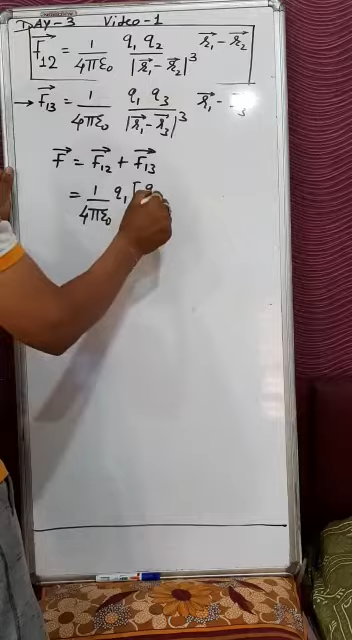 DAY-3 Video-1
F⃗12 = 1/4πε0 q1 q2/|r⃗1-r⃗2|³ r⃗1-r⃗2
→ F⃗13 = 1/4πε0 q1 q3/|r⃗1-r⃗3|³ r⃗1-r⃗3
F⃗ = F⃗12 + F⃗13
= 1/4πε0 q1 [q